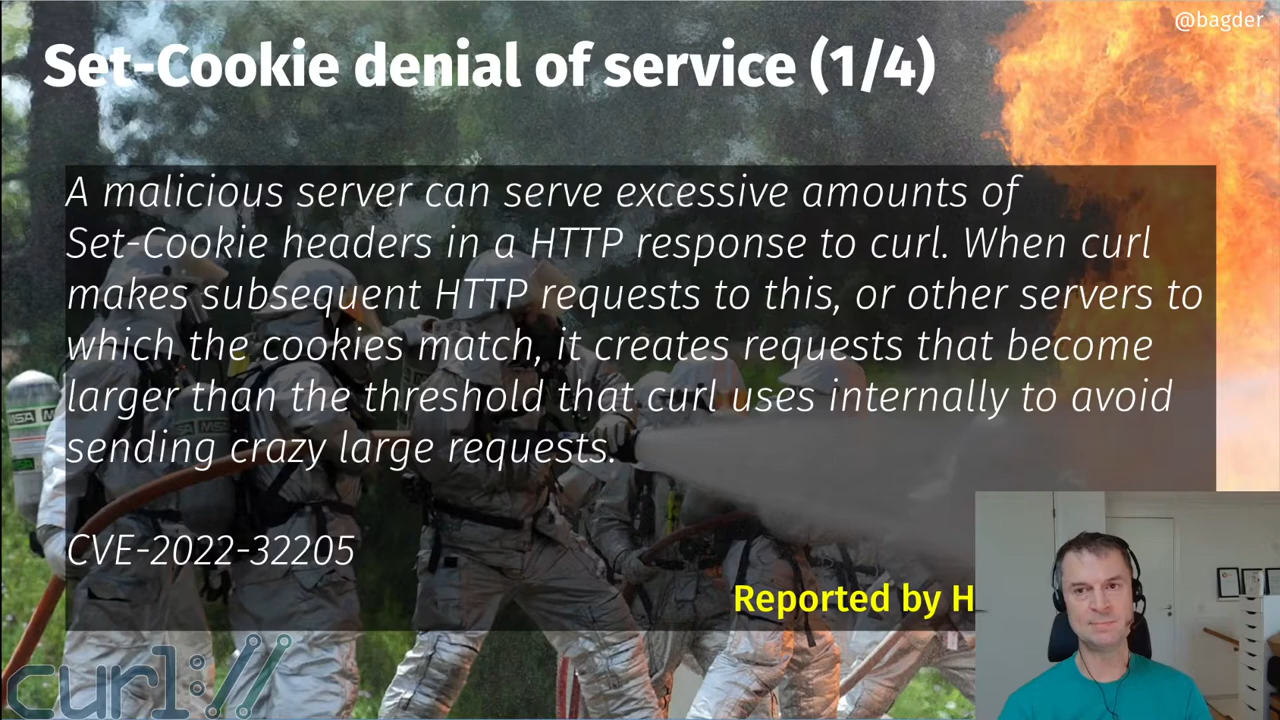 @bagder
Set-Cookie denial of service (1/4)
A malicious server can serve excessive amounts of
Set-Cookie headers in a HTTP response to curl. When curl
makes subsequent HTTP requests to this, or other servers to
which the cookies match, it creates requests that become
larger than the threshold that curl uses internally to avoid
sending crazy large requests.
MSA MS
CVE-2022-32205
Reported by H
curl://